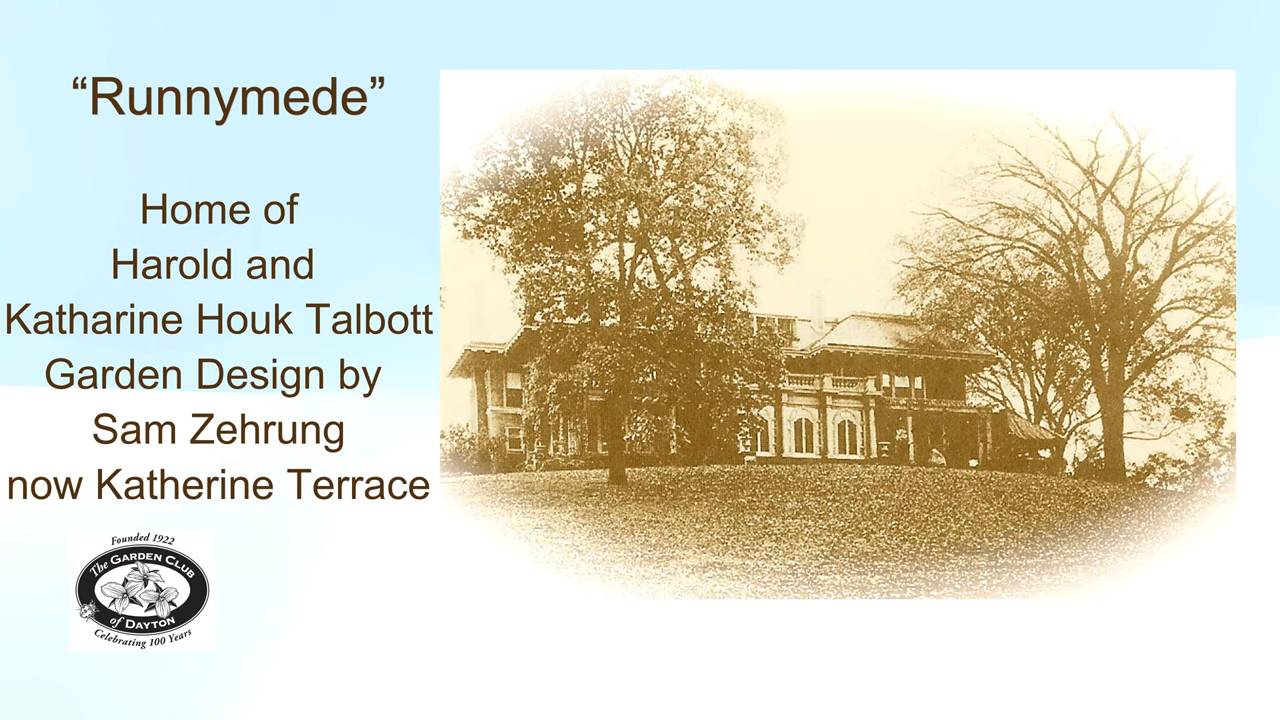 “Runnymede”
Home of
Harold and
Katharine Houk Talbott
Garden Design by
Sam Zehrung
now Katherine Terrace
Founded 1922
The GARDEN CLUB
of DAYTON
Celebrating 100 Years